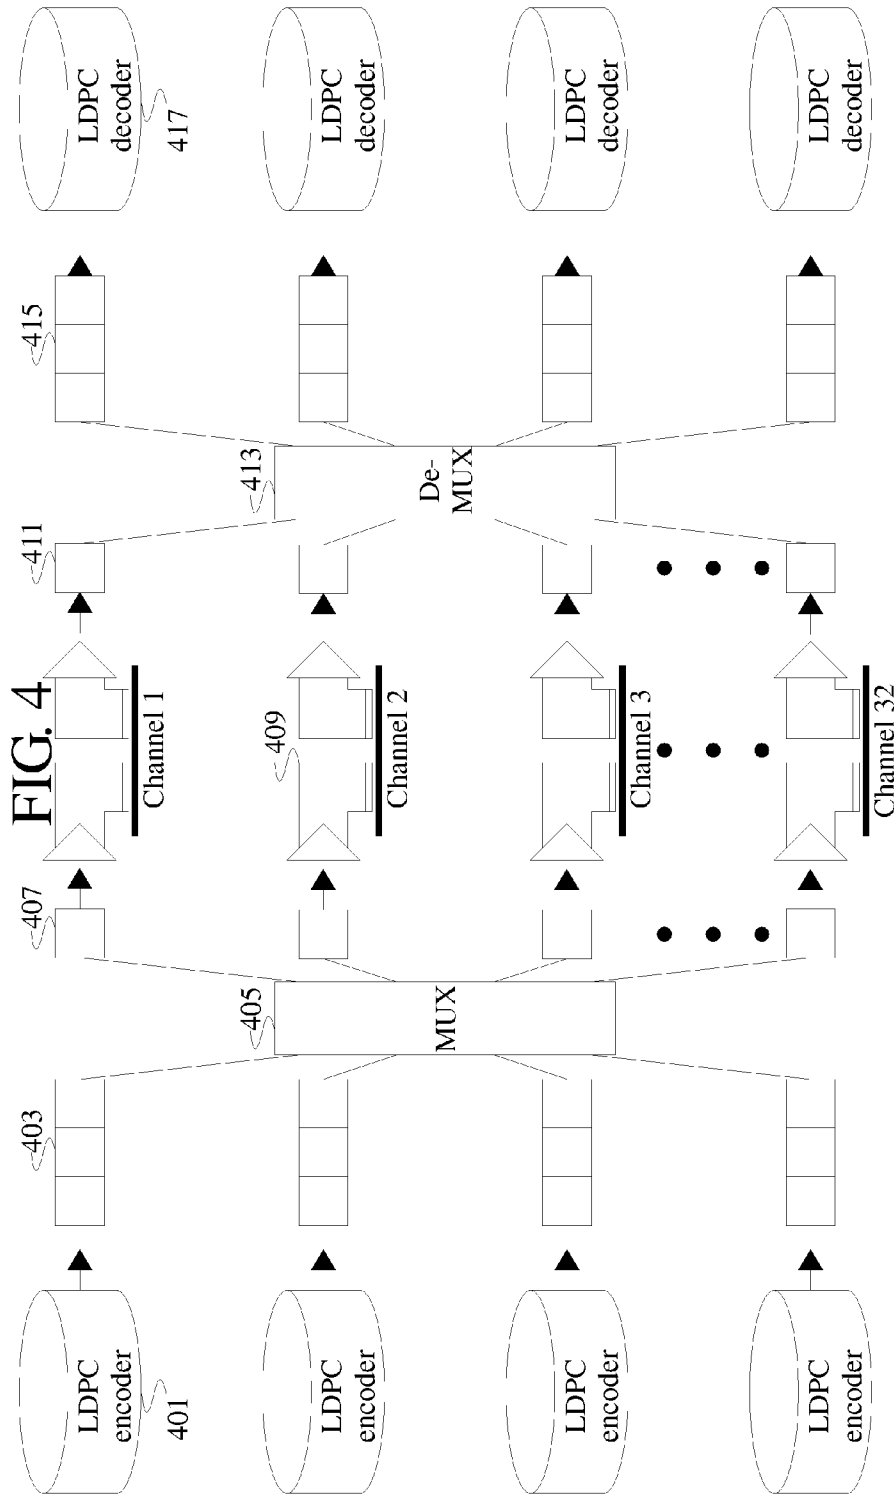 FIG. 4
403
407
411
415
LDPC
encoder
Channel 1
LDPC
decoder
401
417
405
413
409
LDPC
encoder
Channel 2
LDPC
decoder
MUX
De-
MUX
LDPC
encoder
Channel 3
LDPC
decoder
LDPC
encoder
Channel 32
LDPC
decoder